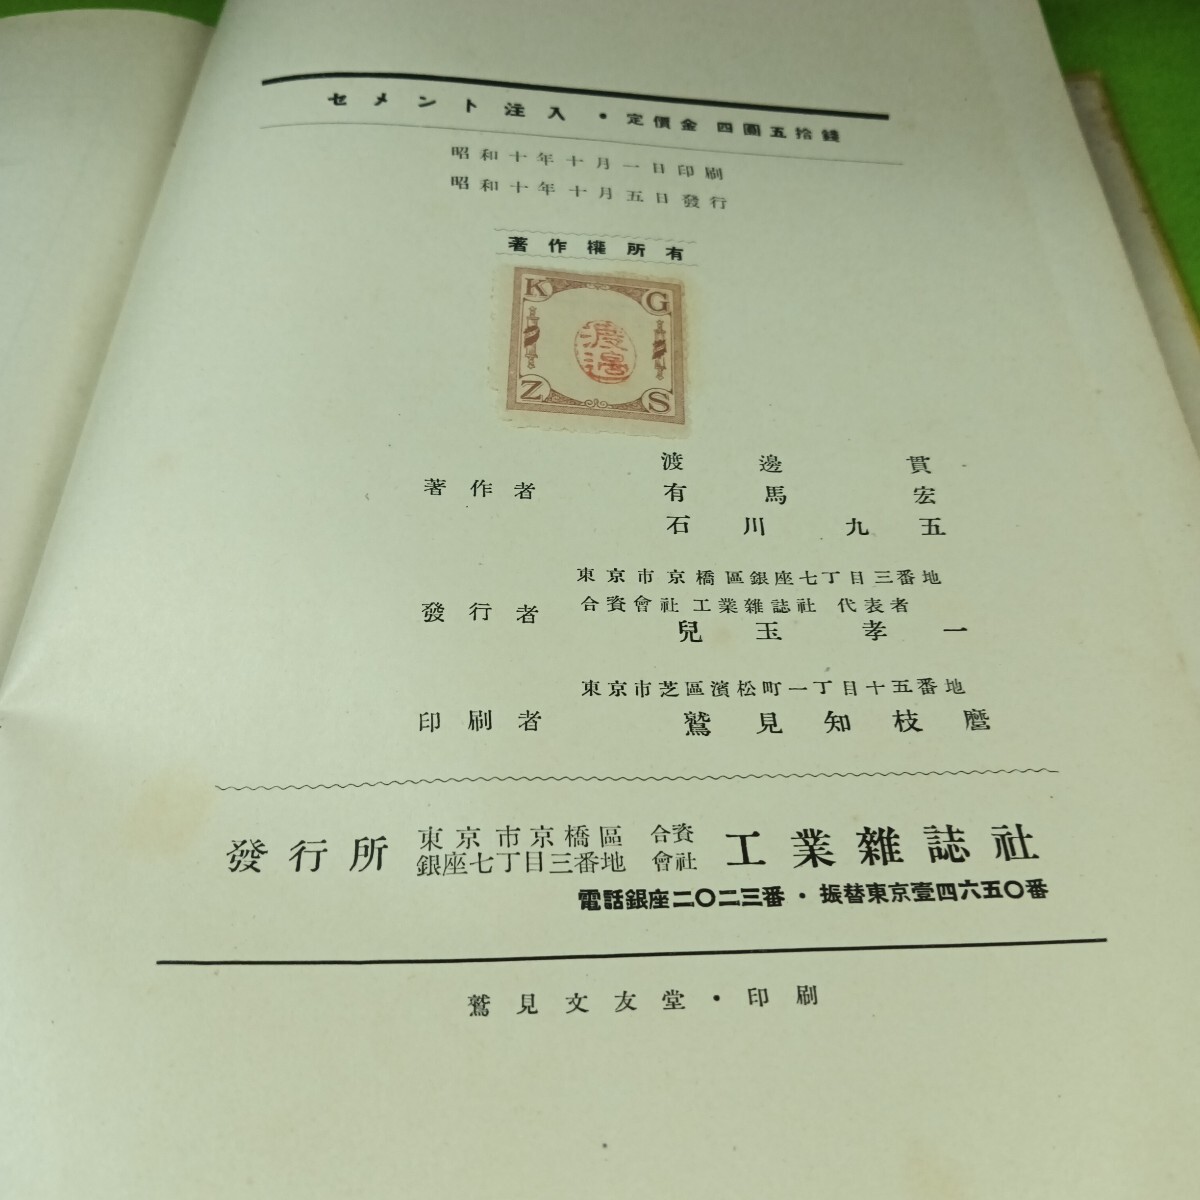 セメント注入・定價金 四圓五拾錢
昭和十年十月一日印刷
昭和十年十月五日發行
著作權所有
K G
渡邊
Z S
著作者
渡邊貫
有馬宏
石川九五
發行者
東京市京橋區銀座七丁目三番地
合資會社 工業雜誌社 代表者
兒玉孝一
印刷者
東京市芝區濱松町一丁目十五番地
鷲見知枝麿
發行所
東京市京橋區
銀座七丁目三番地
合資
會社
工業雜誌社
電話銀座二〇二三番・振替東京壹四六五〇番
鷲見文友堂・印刷